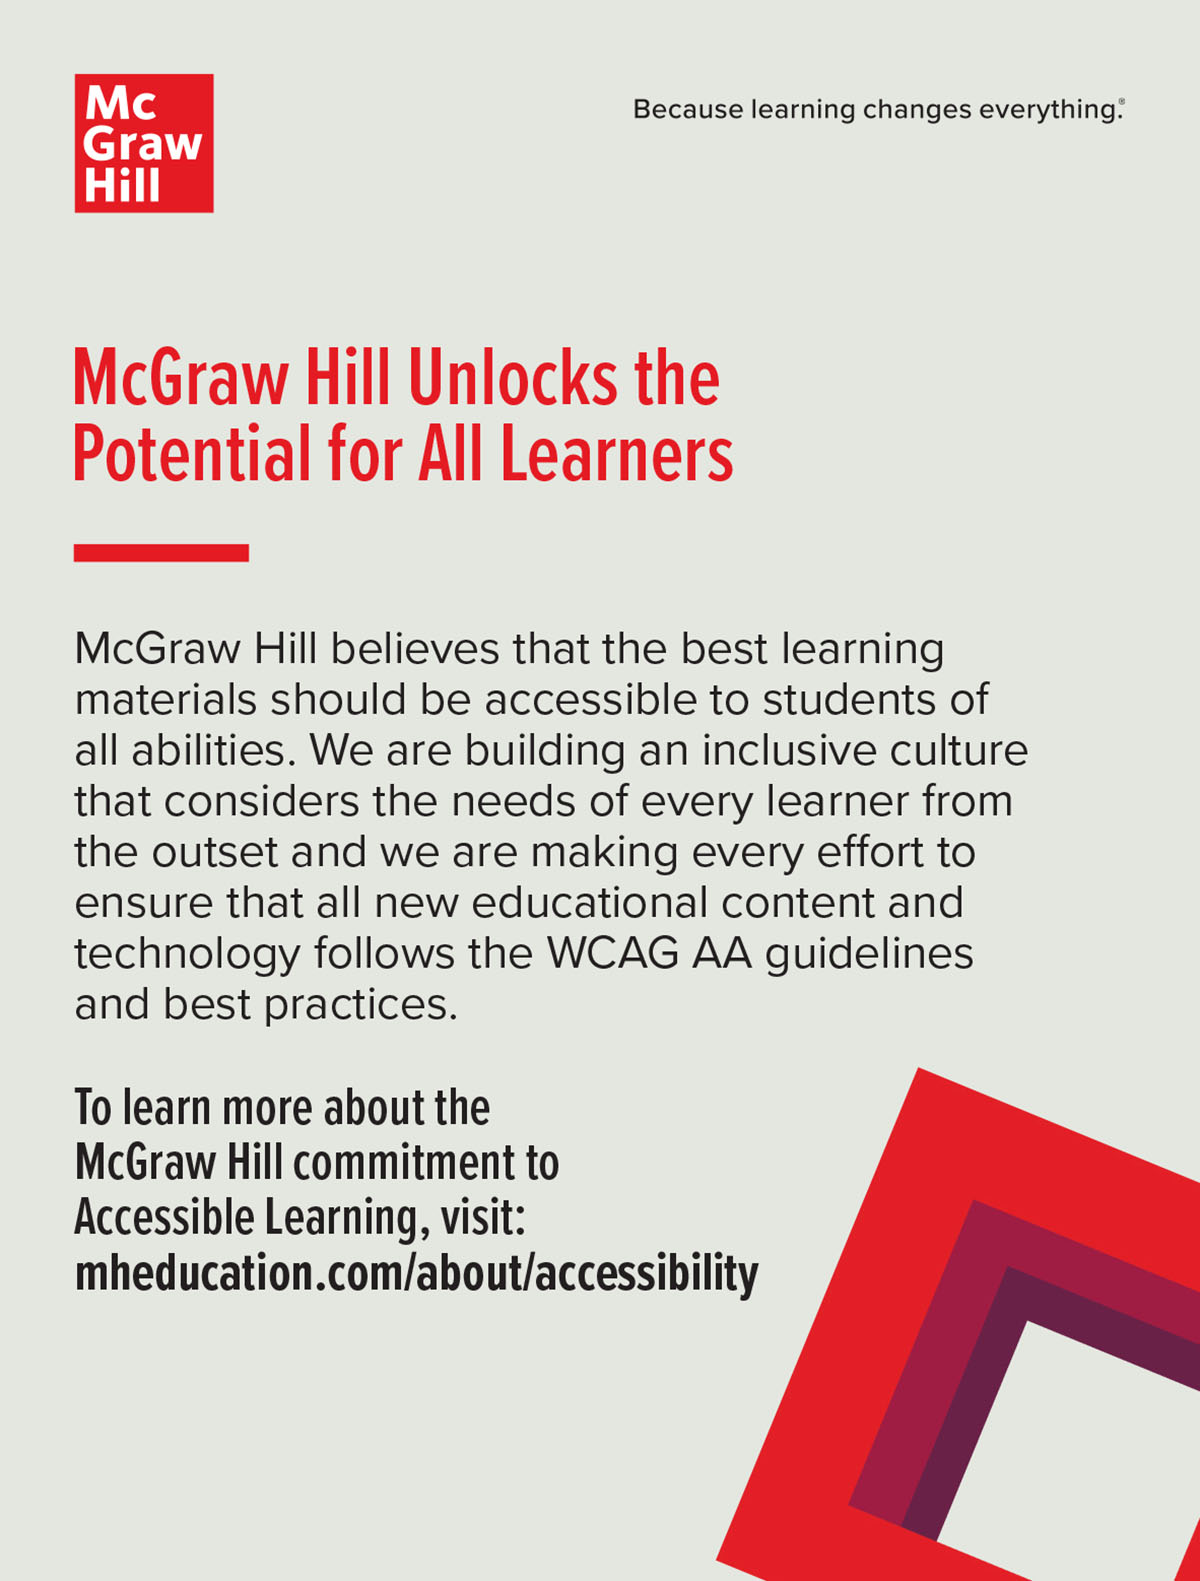 Mc
Graw
Hill
Because learning changes everything.®
McGraw Hill Unlocks the
Potential for All Learners
McGraw Hill believes that the best learning
materials should be accessible to students of
all abilities. We are building an inclusive culture
that considers the needs of every learner from
the outset and we are making every effort to
ensure that all new educational content and
technology follows the WCAG AA guidelines
and best practices.
To learn more about the
McGraw Hill commitment to
Accessible Learning, visit:
mheducation.com/about/accessibility